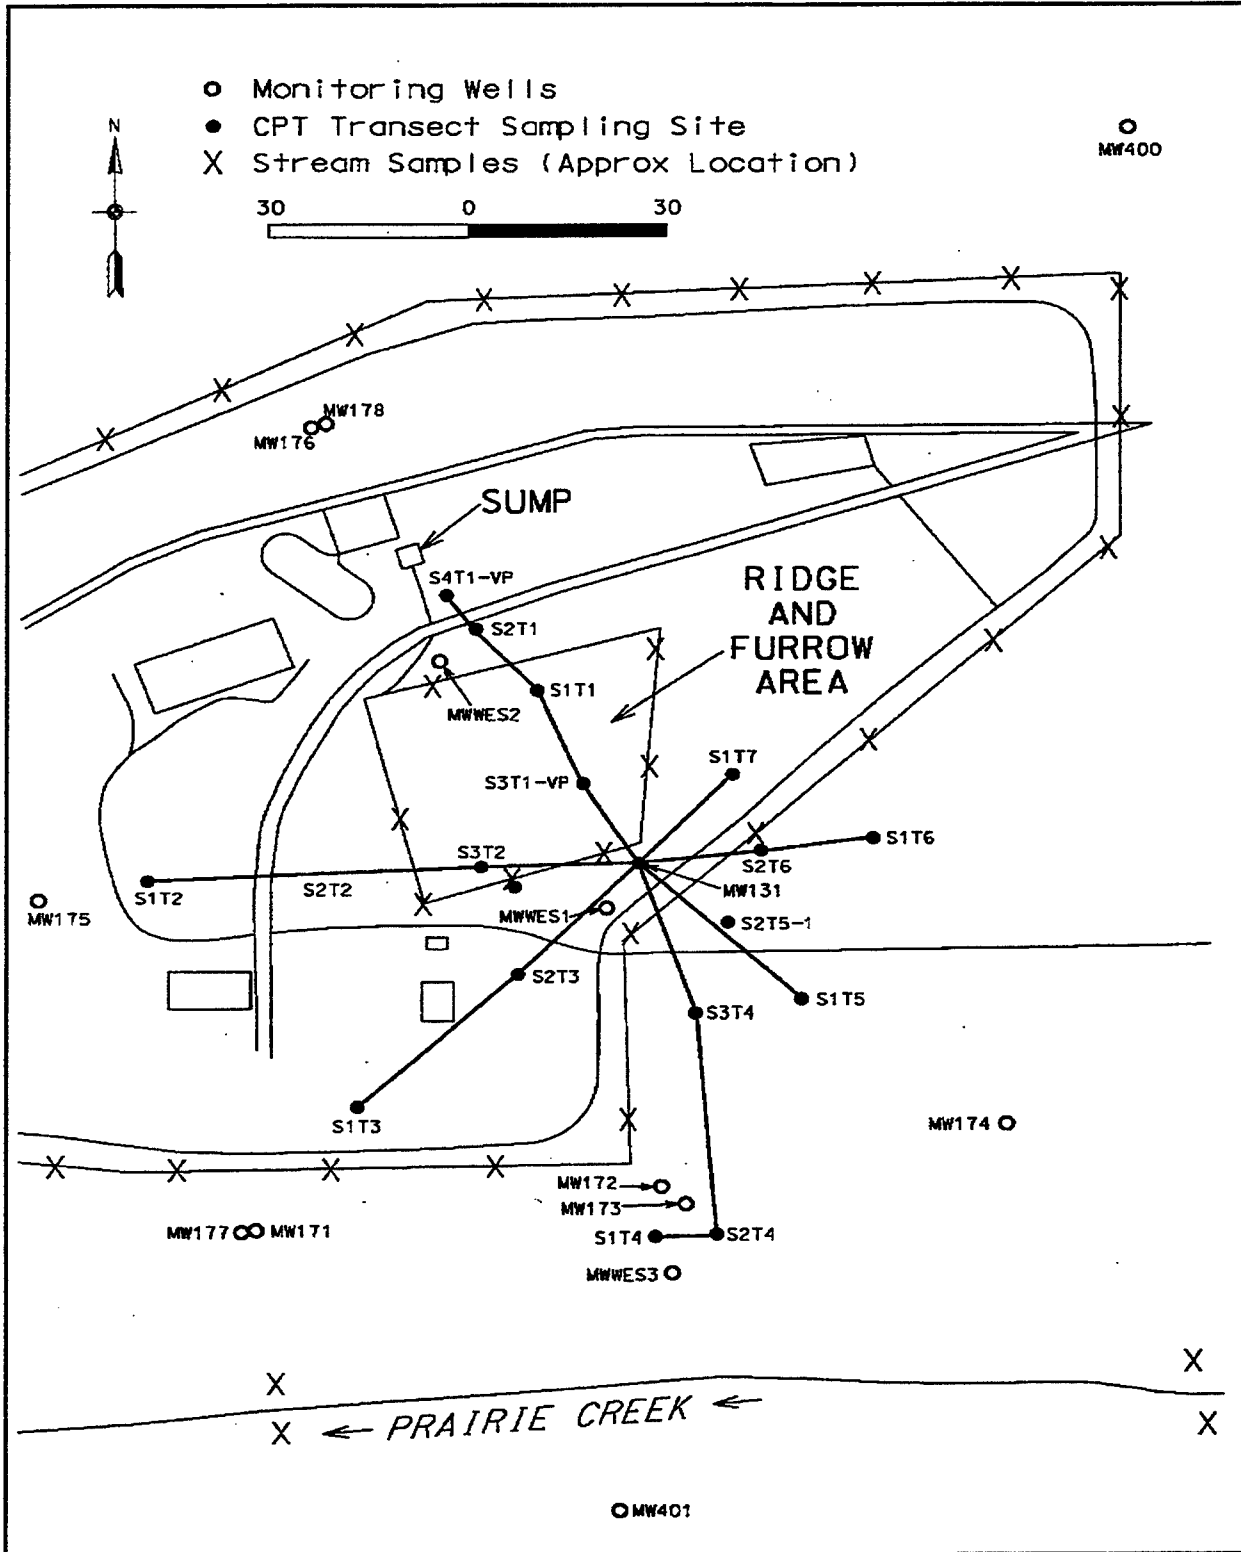 Monitoring Wells
N
CPT Transect Sampling Site
MW400
X Stream Samples (Approx Location)
30 0 30
MW178
MW176
SUMP
S4T1-VP
RIDGE
AND
FURROW
AREA
S2T1
S1T1
MWWES2
S1T7
S3T1-VP
S1T6
S3T2
S2T6
S2T2
S1T2
MW131
MW175
MWWES1
S2T5-1
S2T3
S1T5
S3T4
S1T3
MW174
MW172
MW173
MW177 MW171
S1T4
S2T4
MWWES3
PRAIRIE CREEK
MW401